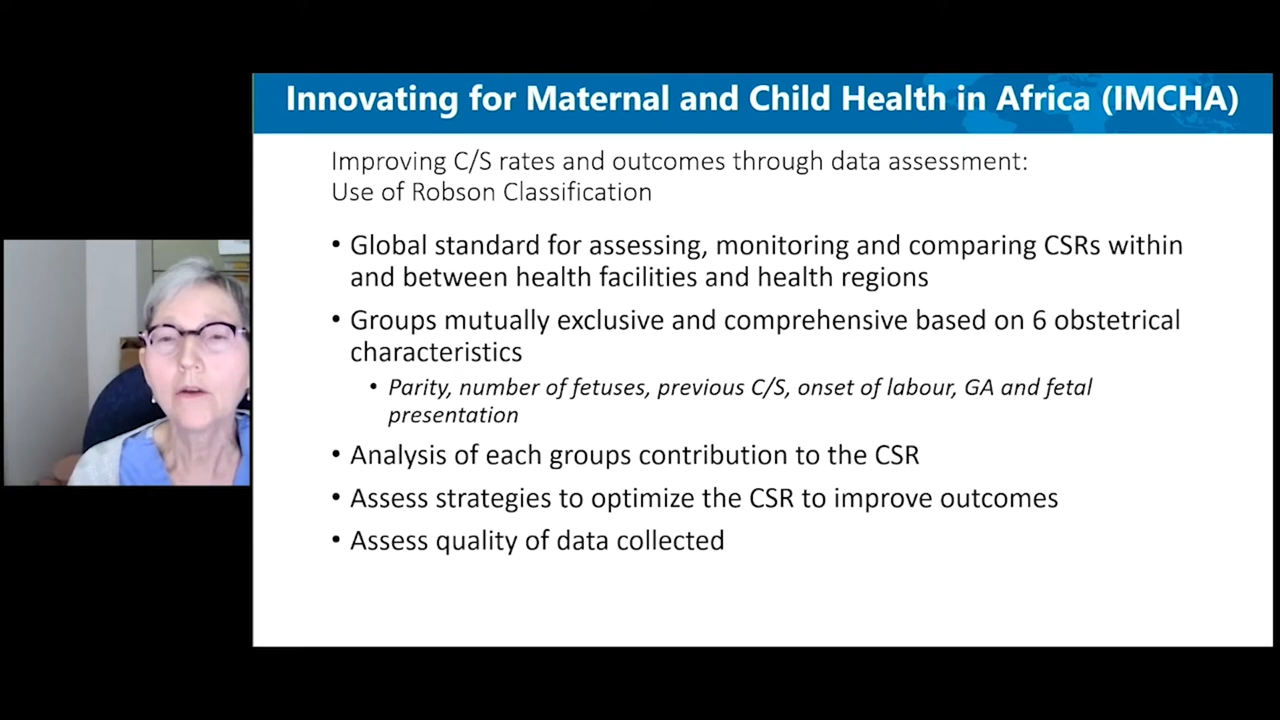 Innovating for Maternal and Child Health in Africa (IMCHA)
Improving C/S rates and outcomes through data assessment:
Use of Robson Classification
• Global standard for assessing, monitoring and comparing CSRs within
and between health facilities and health regions
• Groups mutually exclusive and comprehensive based on 6 obstetrical
characteristics
• Parity, number of fetuses, previous C/S, onset of labour, GA and fetal
presentation
• Analysis of each groups contribution to the CSR
• Assess strategies to optimize the CSR to improve outcomes
• Assess quality of data collected